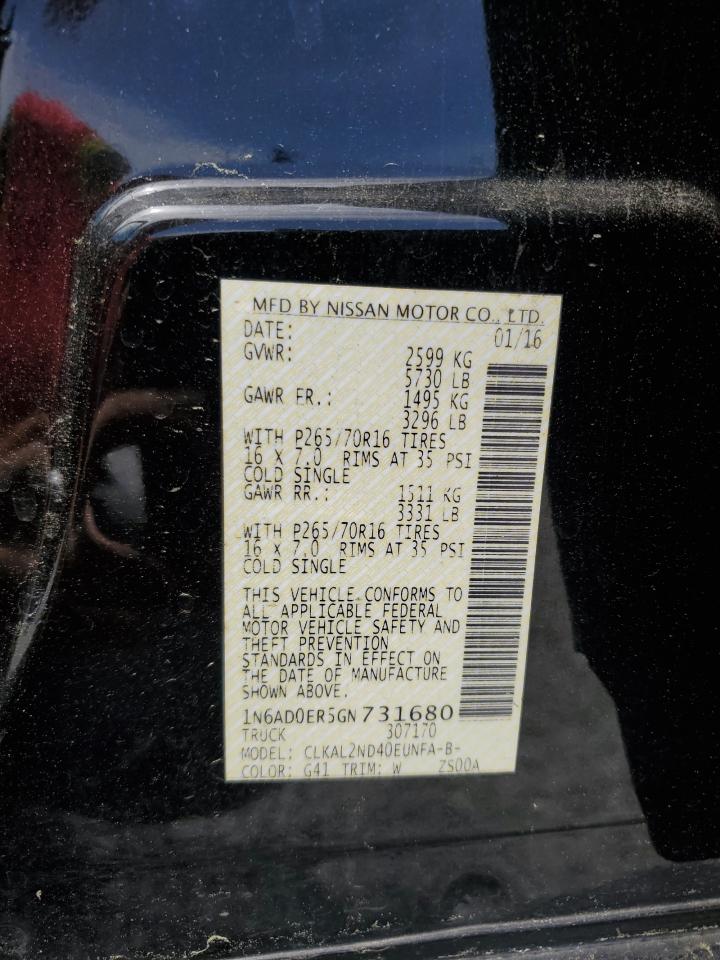 MFD BY NISSAN MOTOR CO., LTD.
DATE: 01/16
GVWR: 2599 KG
5730 LB
GAWR FR.: 1495 KG
3296 LB
WITH P265/70R16 TIRES
16 X 7.0 RIMS AT 35 PSI
COLD SINGLE
GAWR RR.: 1511 KG
3331 LB
WITH P265/70R16 TIRES
16 X 7.0 RIMS AT 35 PSI
COLD SINGLE
THIS VEHICLE CONFORMS TO
ALL APPLICABLE FEDERAL
MOTOR VEHICLE SAFETY AND
THEFT PREVENTION
STANDARDS IN EFFECT ON
THE DATE OF MANUFACTURE
SHOWN ABOVE.
1N6AD0ER5GN731680
TRUCK 307170
MODEL: CLKAL2ND40EUNFA-B-
COLOR: G41 TRIM: W ZS00A